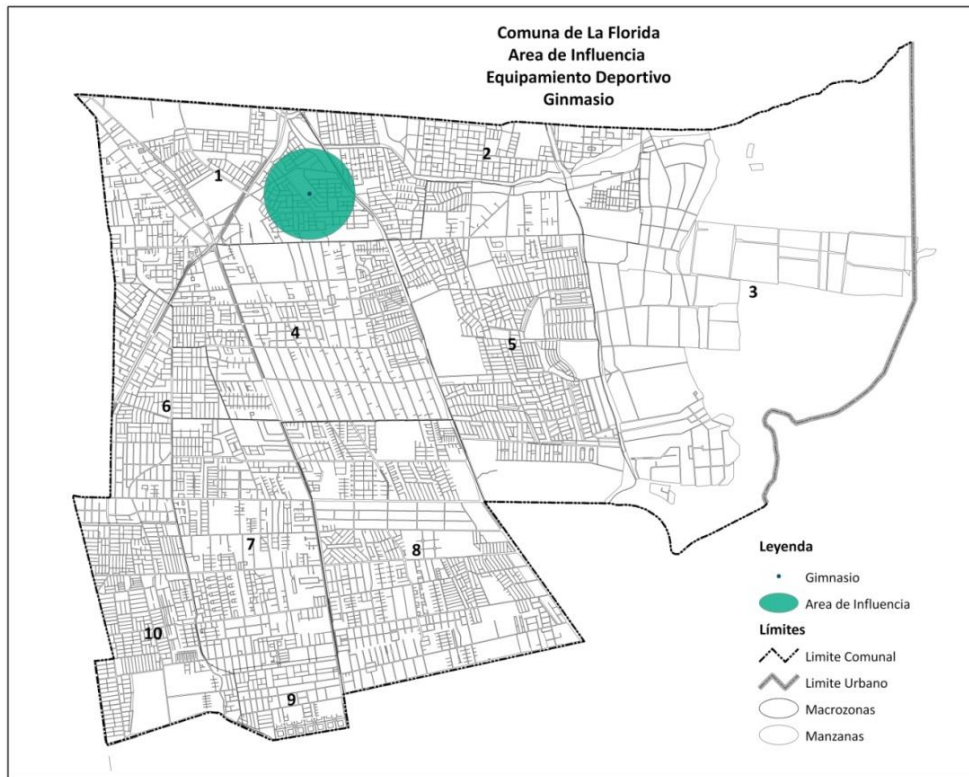 Comuna de La Florida
Area de Influencia
Equipamiento Deportivo
Ginmasio
2
1
3
4
5
6
7
8
10
9
Leyenda
Gimnasio
Area de Influencia
Límites
Limite Comunal
Limite Urbano
Macrozonas
Manzanas